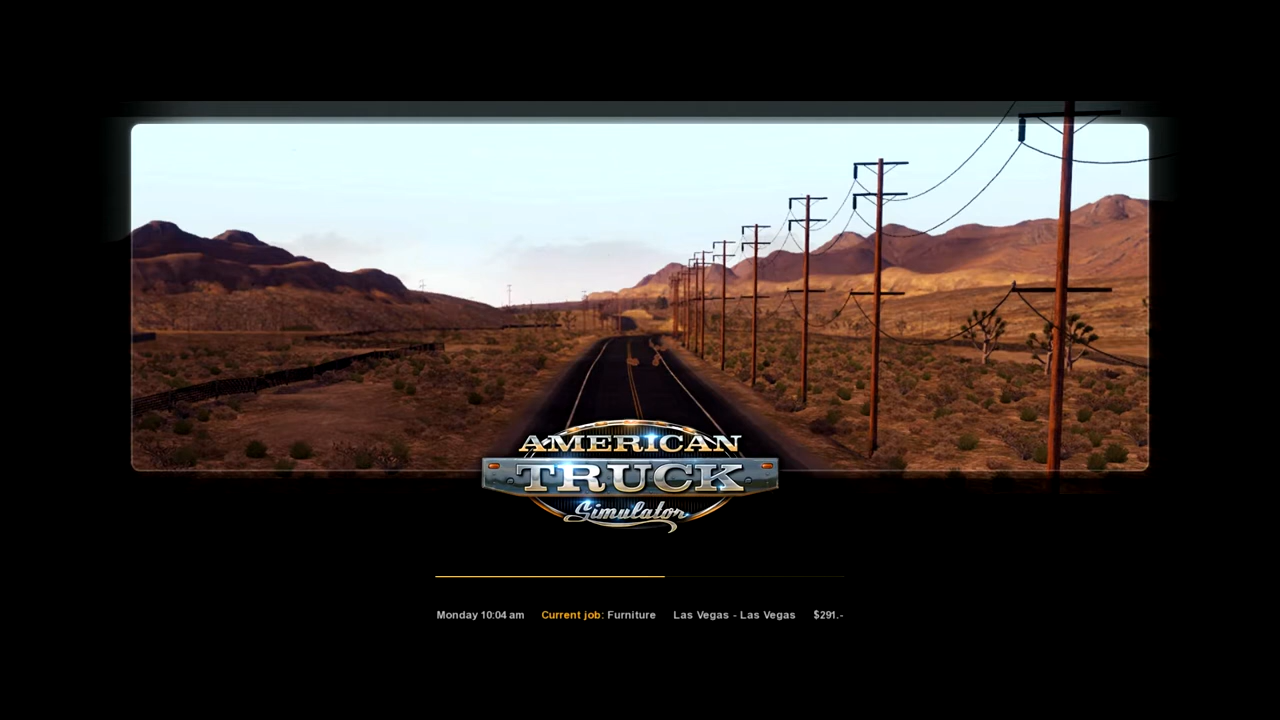 AMERICAN
TRUCK
Simulator
Monday 10:04 am Current job: Furniture Las Vegas - Las Vegas $291.-